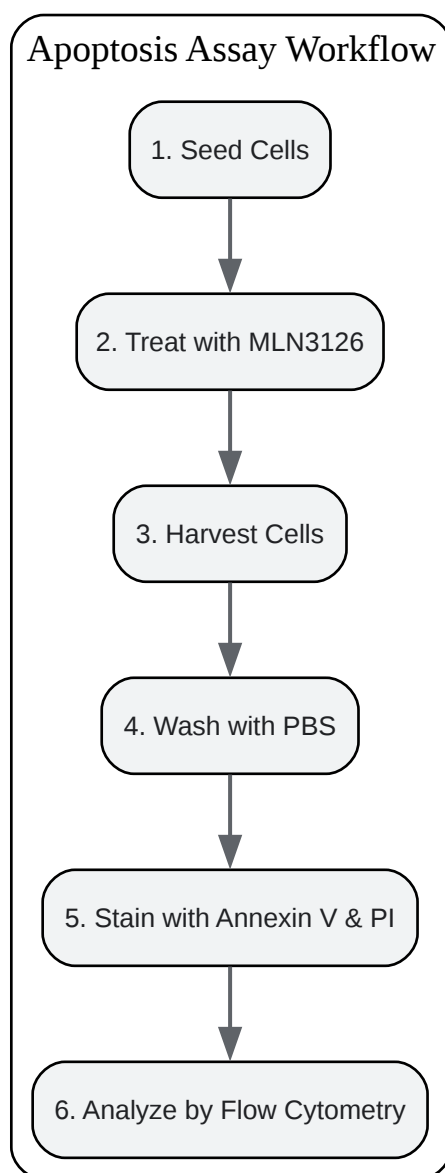 Apoptosis Assay Workflow
1. Seed Cells
2. Treat with MLN3126
3. Harvest Cells
4. Wash with PBS
5. Stain with Annexin V & PI
6. Analyze by Flow Cytometry